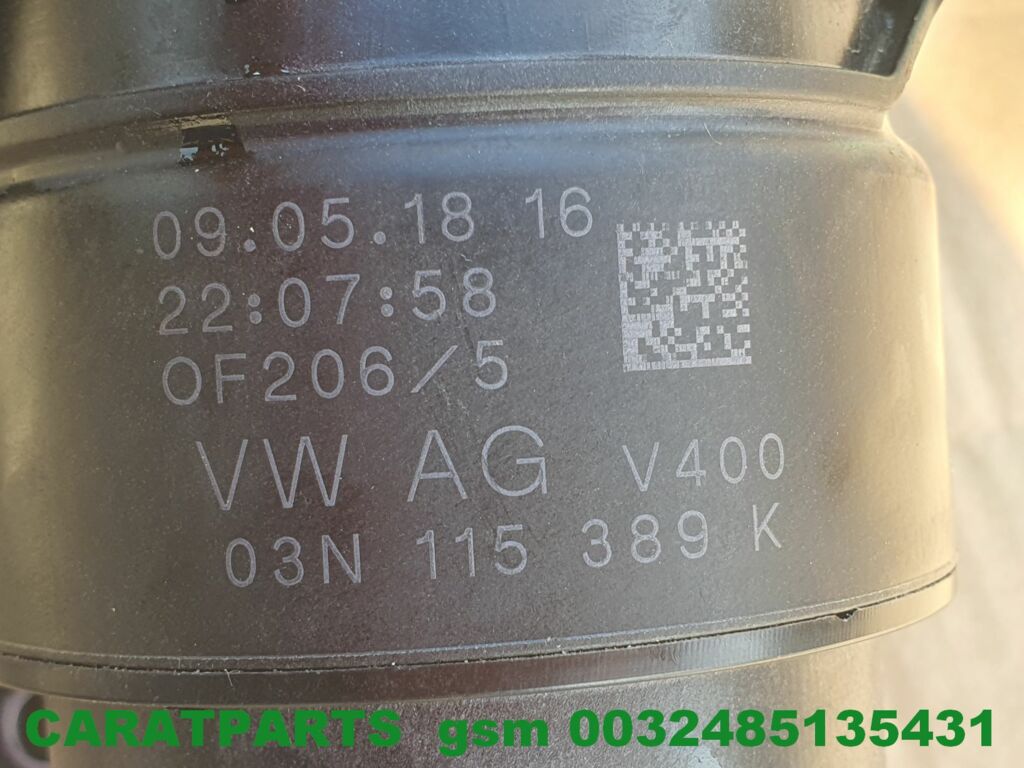 09.05.18 16
22:07:58
OF206/5
VW AG V400
03N 115 389 K
CARATPARTS gsm 0032485135431